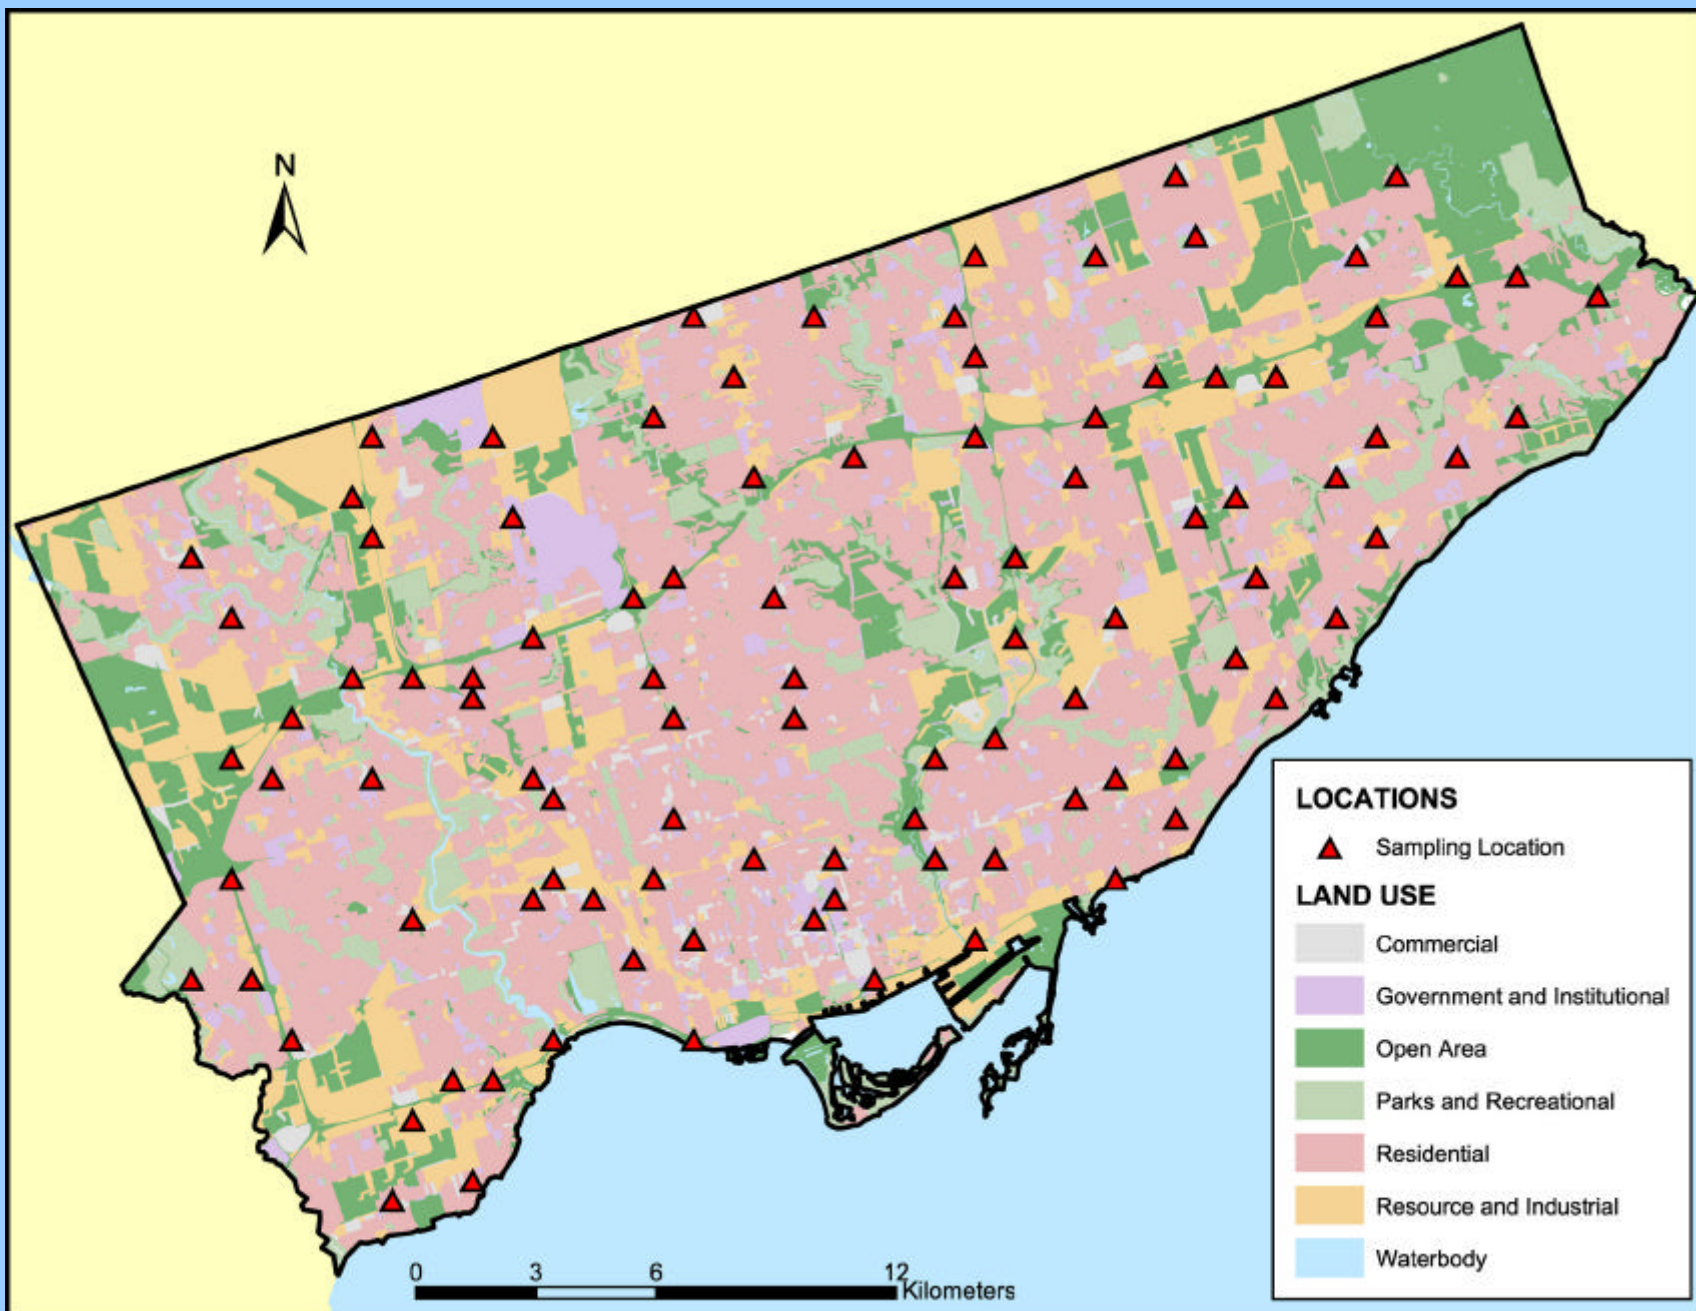 N
LOCATIONS
Sampling Location
LAND USE
Commercial
Government and Institutional
Open Area
Parks and Recreational
Residential
Resource and Industrial
Waterbody
0 3 6 12
Kilometers